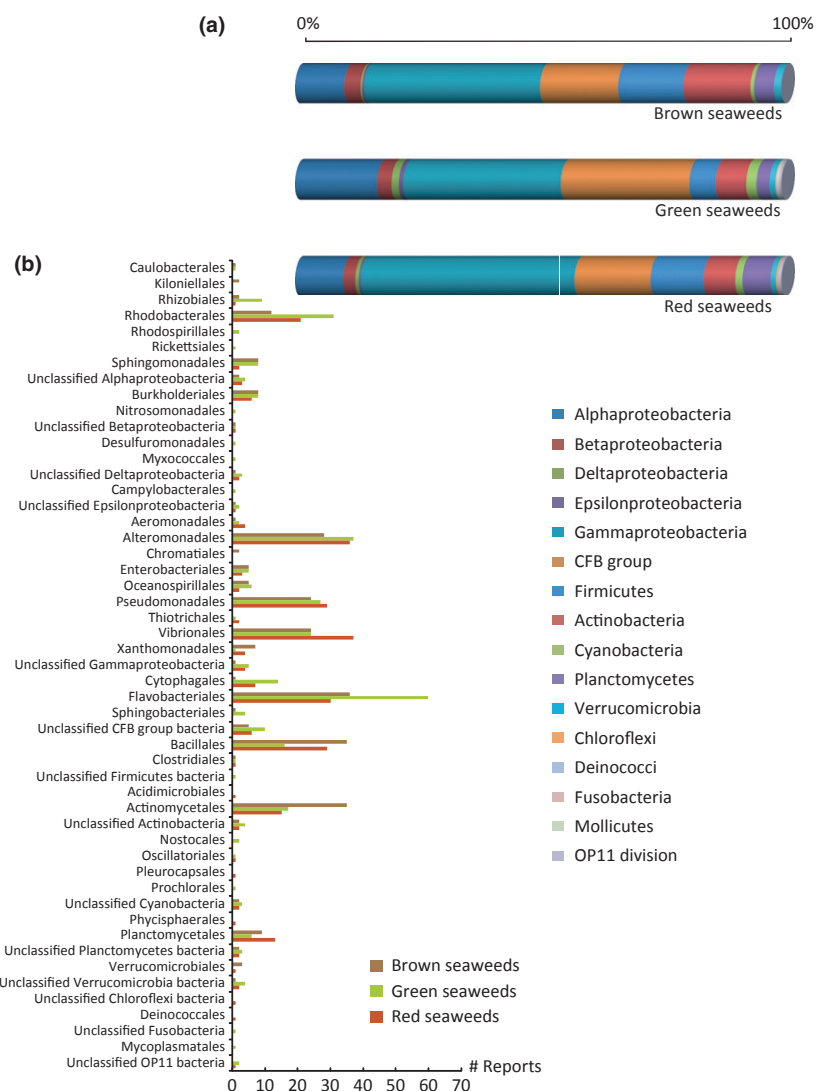 (a)
0%
100%
Brown seaweeds
Green seaweeds
Red seaweeds
(b)
Caulobacterales
Kiloniellales
Rhizobiales
Rhodobacterales
Rhodospirillales
Rickettsiales
Sphingomonadales
Unclassified Alphaproteobacteria
Burkholderiales
Nitrosomonadales
Unclassified Betaproteobacteria
Desulfuromonadales
Myxococcales
Unclassified Deltaproteobacteria
Campylobacterales
Unclassified Epsilonproteobacteria
Aeromonadales
Alteromonadales
Chromatiales
Enterobacteriales
Oceanospirillales
Pseudomonadales
Thiotrichales
Vibrionales
Xanthomonadales
Unclassified Gammaproteobacteria
Cytophagales
Flavobacteriales
Sphingobacteriales
Unclassified CFB group bacteria
Bacillales
Clostridiales
Unclassified Firmicutes bacteria
Acidimicrobiales
Actinomycetales
Unclassified Actinobacteria
Nostocales
Oscillatoriales
Pleurocapsales
Prochlorales
Unclassified Cyanobacteria
Phycisphaerales
Planctomycetales
Unclassified Planctomycetes bacteria
Verrucomicrobiales
Unclassified Verrucomicrobia bacteria
Unclassified Chloroflexi bacteria
Deinococcales
Unclassified Fusobacteria
Mycoplasmatales
Unclassified OP11 bacteria
0 10 20 30 40 50 60 70
# Reports
Alphaproteobacteria
Betaproteobacteria
Deltaproteobacteria
Epsilonproteobacteria
Gammaproteobacteria
CFB group
Firmicutes
Actinobacteria
Cyanobacteria
Planctomycetes
Verrucomicrobia
Chloroflexi
Deinococci
Fusobacteria
Mollicutes
OP11 division
Brown seaweeds
Green seaweeds
Red seaweeds